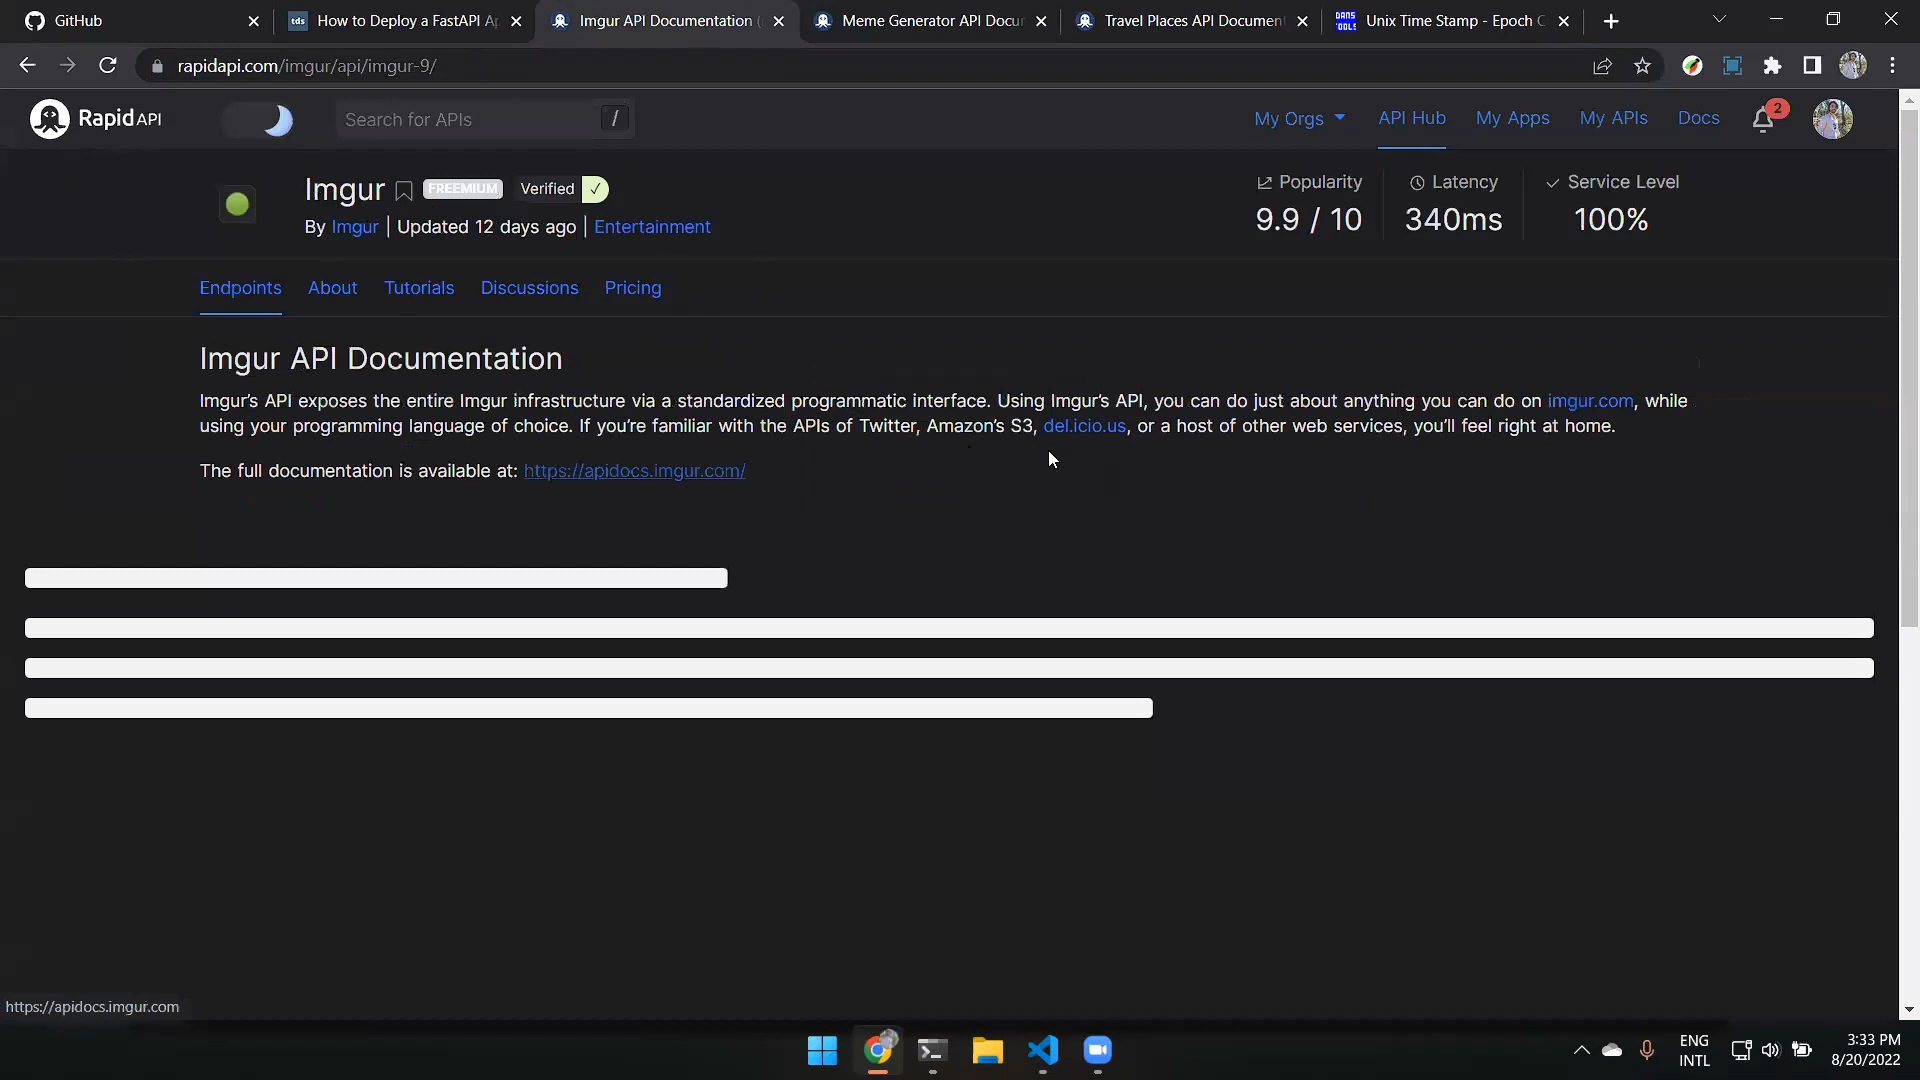 GitHub
tds How to Deploy a FastAPI Ap
Imgur API Documentation (
Meme Generator API Docu
Travel Places API Document
DANS TOOLS Unix Time Stamp - Epoch C
rapidapi.com/imgur/api/imgur-9/
Rapid API
Search for APIs /
My Orgs
API Hub
My Apps
My APIs
Docs
2
Imgur FREEMIUM Verified ✓
By Imgur | Updated 12 days ago | Entertainment
Popularity
9.9 / 10
Latency
340ms
Service Level
100%
Endpoints About Tutorials Discussions Pricing
Imgur API Documentation
Imgur’s API exposes the entire Imgur infrastructure via a standardized programmatic interface. Using Imgur’s API, you can do just about anything you can do on imgur.com, while
using your programming language of choice. If you’re familiar with the APIs of Twitter, Amazon’s S3, del.icio.us, or a host of other web services, you’ll feel right at home.
The full documentation is available at: https://apidocs.imgur.com/
https://apidocs.imgur.com
ENG
INTL
3:33 PM
8/20/2022